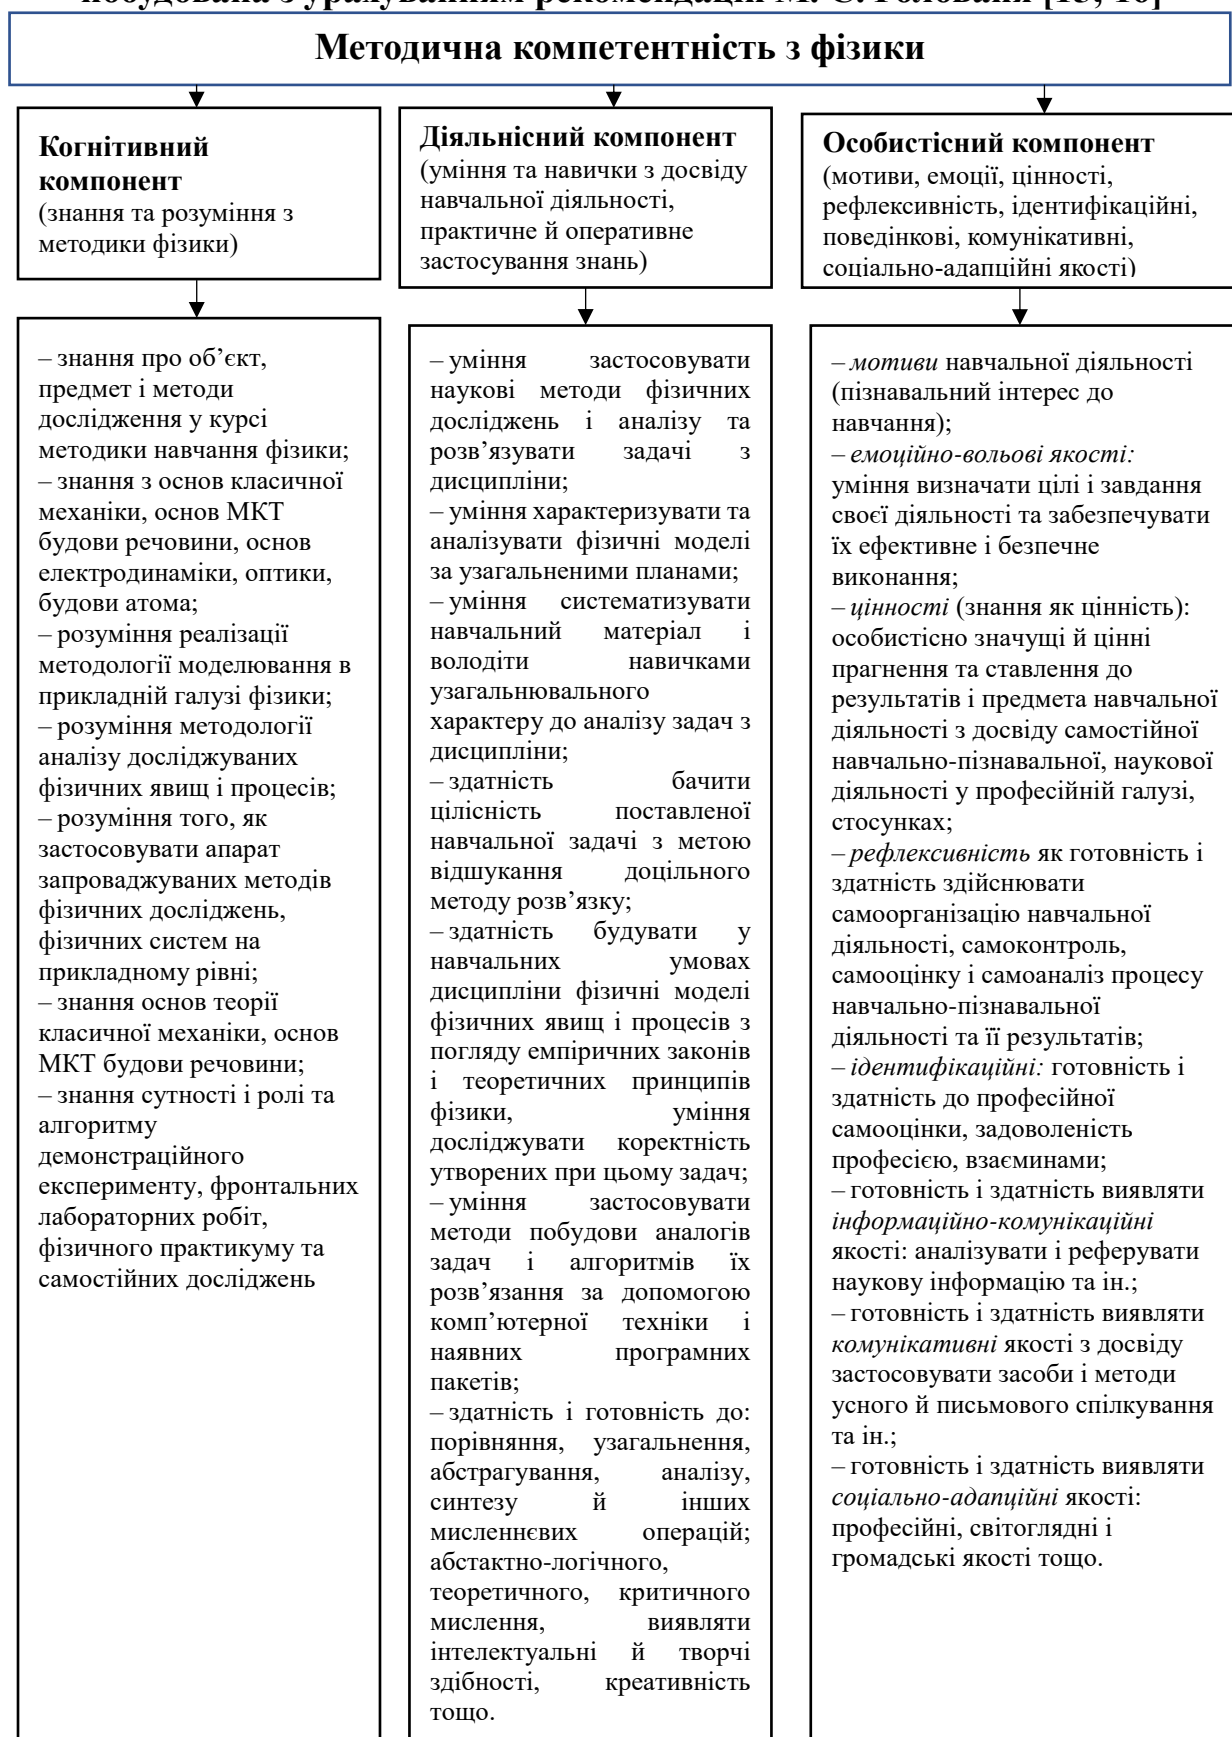 побудована з урахуванням рекомендацій М. С. Голованя [15; 16]
Методична компетентність з фізики
Когнітивний
компонент
(знання та розуміння з
методики фізики)
Діяльнісний компонент
(уміння та навички з досвіду
навчальної діяльності,
практичне й оперативне
застосування знань)
Особистісний компонент
(мотиви, емоції, цінності,
рефлексивність, ідентифікаційні,
поведінкові, комунікативні,
соціально-адапційні якості)
– знання про об’єкт,
предмет і методи
дослідження у курсі
методики навчання фізики;
– знання з основ класичної
механіки, основ МКТ
будови речовини, основ
електродинаміки, оптики,
будови атома;
– розуміння реалізації
методології моделювання в
прикладній галузі фізики;
– розуміння методології
аналізу досліджуваних
фізичних явищ і процесів;
– розуміння того, як
застосовувати апарат
запроваджуваних методів
фізичних досліджень,
фізичних систем на
прикладному рівні;
– знання основ теорії
класичної механіки, основ
МКТ будови речовини;
– знання сутності і ролі та
алгоритму
демонстраційного
експерименту, фронтальних
лабораторних робіт,
фізичного практикуму та
самостійних досліджень
– уміння застосовувати
наукові методи фізичних
досліджень і аналізу та
розв’язувати задачі з
дисципліни;
– уміння характеризувати та
аналізувати фізичні моделі
за узагальненими планами;
– уміння систематизувати
навчальний матеріал і
володіти навичками
узагальнювального
характеру до аналізу задач з
дисципліни;
– здатність бачити
цілісність поставленої
навчальної задачі з метою
відшукання доцільного
методу розв’язку;
– здатність будувати у
навчальних умовах
дисципліни фізичні моделі
фізичних явищ і процесів з
погляду емпіричних законів
і теоретичних принципів
фізики, уміння
досліджувати коректність
утворених при цьому задач;
– уміння застосовувати
методи побудови аналогів
задач і алгоритмів їх
розв’язання за допомогою
комп’ютерної техніки і
наявних програмних
пакетів;
– здатність і готовність до:
порівняння, узагальнення,
абстрагування, аналізу,
синтезу й інших
мисленнєвих операцій;
абстактно-логічного,
теоретичного, критичного
мислення, виявляти
інтелектуальні й творчі
здібності, креативність
тощо.
– мотиви навчальної діяльності
(пізнавальний інтерес до
навчання);
– емоційно-вольові якості:
уміння визначати цілі і завдання
своєї діяльності та забезпечувати
їх ефективне і безпечне
виконання;
– цінності (знання як цінність):
особистісно значущі й цінні
прагнення та ставлення до
результатів і предмета навчальної
діяльності з досвіду самостійної
навчально-пізнавальної, наукової
діяльності у професійній галузі,
стосунках;
– рефлексивність як готовність і
здатність здійснювати
самоорганізацію навчальної
діяльності, самоконтроль,
самооцінку і самоаналіз процесу
навчально-пізнавальної
діяльності та її результатів;
– ідентифікаційні: готовність і
здатність до професійної
самооцінки, задоволеність
професією, взаєминами;
– готовність і здатність виявляти
інформаційно-комунікаційні
якості: аналізувати і реферувати
наукову інформацію та ін.;
– готовність і здатність виявляти
комунікативні якості з досвіду
застосовувати засоби і методи
усного й письмового спілкування
та ін.;
– готовність і здатність виявляти
соціально-адапційні якості:
професійні, світоглядні і
громадські якості тощо.